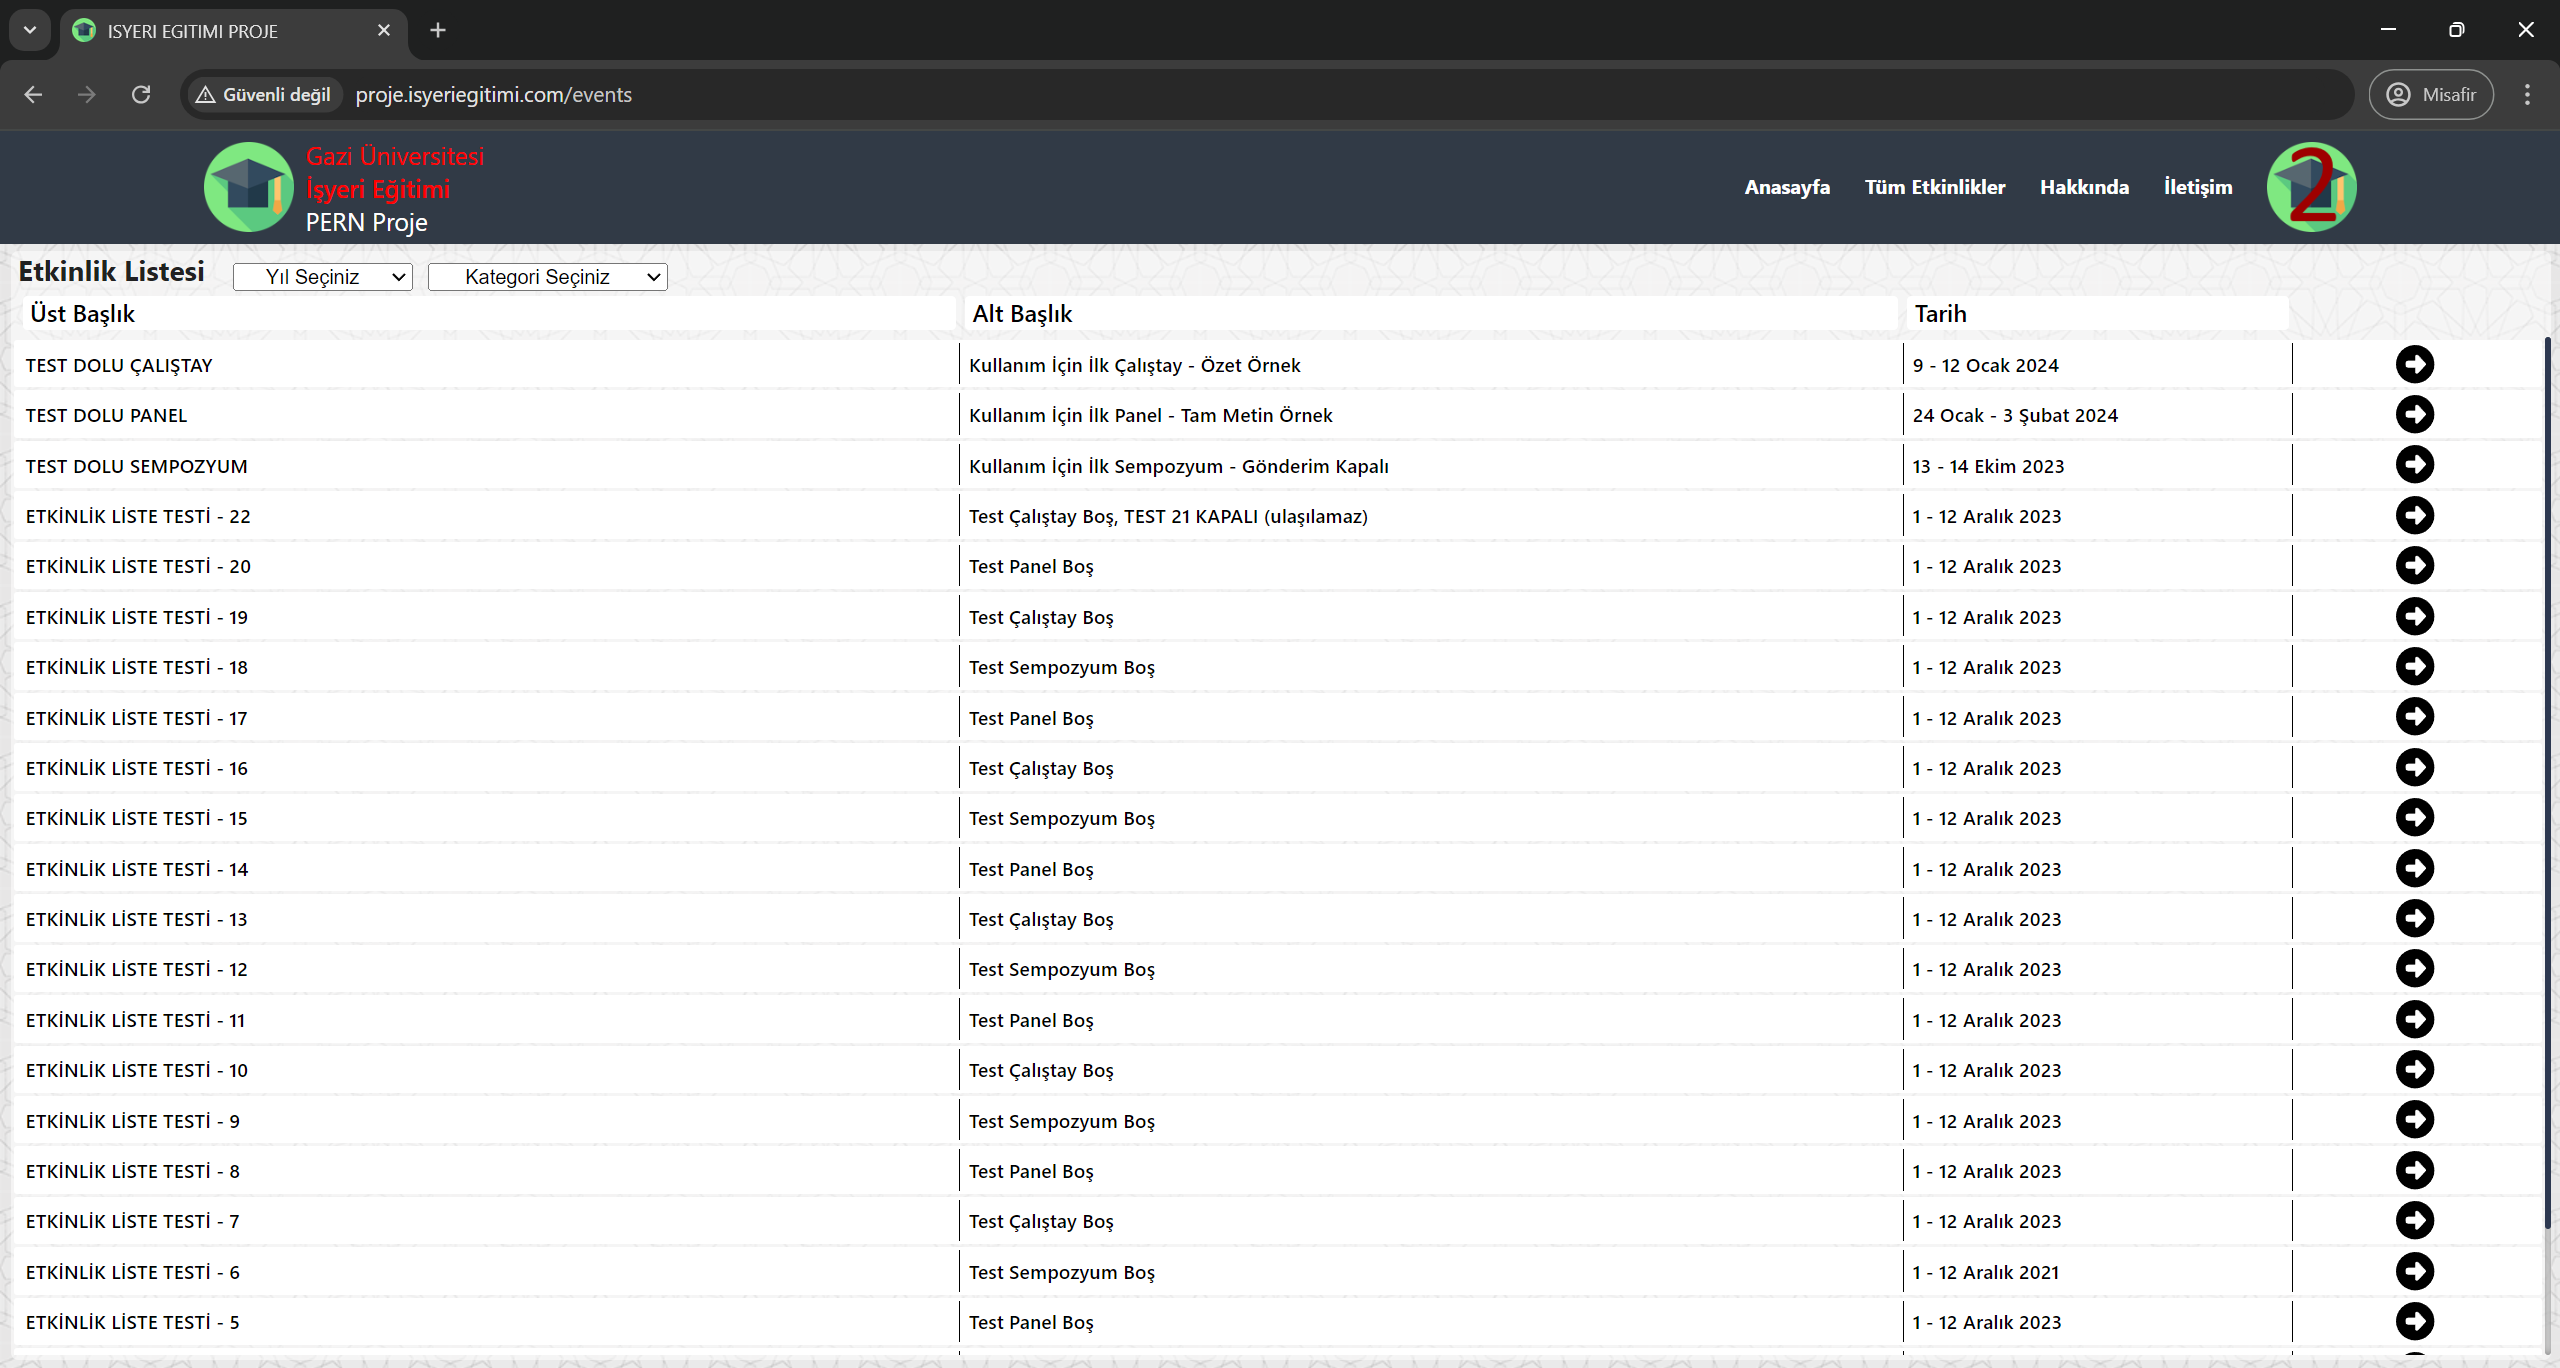 ISYERI EGITIMI PROJE
Güvenli değil proje.isyeriegitimi.com/events Misafir
Gazi Üniversitesi
İşyeri Eğitimi
PERN Proje
Anasayfa Tüm Etkinlikler Hakkında İletişim 2
Etkinlik Listesi Yıl Seçiniz Kategori Seçiniz
Üst Başlık Alt Başlık Tarih
TEST DOLU ÇALIŞTAY Kullanım İçin İlk Çalıştay - Özet Örnek 9 - 12 Ocak 2024
TEST DOLU PANEL Kullanım İçin İlk Panel - Tam Metin Örnek 24 Ocak - 3 Şubat 2024
TEST DOLU SEMPOZYUM Kullanım İçin İlk Sempozyum - Gönderim Kapalı 13 - 14 Ekim 2023
ETKİNLİK LİSTE TESTİ - 22 Test Çalıştay Boş, TEST 21 KAPALI (ulaşılamaz) 1 - 12 Aralık 2023
ETKİNLİK LİSTE TESTİ - 20 Test Panel Boş 1 - 12 Aralık 2023
ETKİNLİK LİSTE TESTİ - 19 Test Çalıştay Boş 1 - 12 Aralık 2023
ETKİNLİK LİSTE TESTİ - 18 Test Sempozyum Boş 1 - 12 Aralık 2023
ETKİNLİK LİSTE TESTİ - 17 Test Panel Boş 1 - 12 Aralık 2023
ETKİNLİK LİSTE TESTİ - 16 Test Çalıştay Boş 1 - 12 Aralık 2023
ETKİNLİK LİSTE TESTİ - 15 Test Sempozyum Boş 1 - 12 Aralık 2023
ETKİNLİK LİSTE TESTİ - 14 Test Panel Boş 1 - 12 Aralık 2023
ETKİNLİK LİSTE TESTİ - 13 Test Çalıştay Boş 1 - 12 Aralık 2023
ETKİNLİK LİSTE TESTİ - 12 Test Sempozyum Boş 1 - 12 Aralık 2023
ETKİNLİK LİSTE TESTİ - 11 Test Panel Boş 1 - 12 Aralık 2023
ETKİNLİK LİSTE TESTİ - 10 Test Çalıştay Boş 1 - 12 Aralık 2023
ETKİNLİK LİSTE TESTİ - 9 Test Sempozyum Boş 1 - 12 Aralık 2023
ETKİNLİK LİSTE TESTİ - 8 Test Panel Boş 1 - 12 Aralık 2023
ETKİNLİK LİSTE TESTİ - 7 Test Çalıştay Boş 1 - 12 Aralık 2023
ETKİNLİK LİSTE TESTİ - 6 Test Sempozyum Boş 1 - 12 Aralık 2021
ETKİNLİK LİSTE TESTİ - 5 Test Panel Boş 1 - 12 Aralık 2023